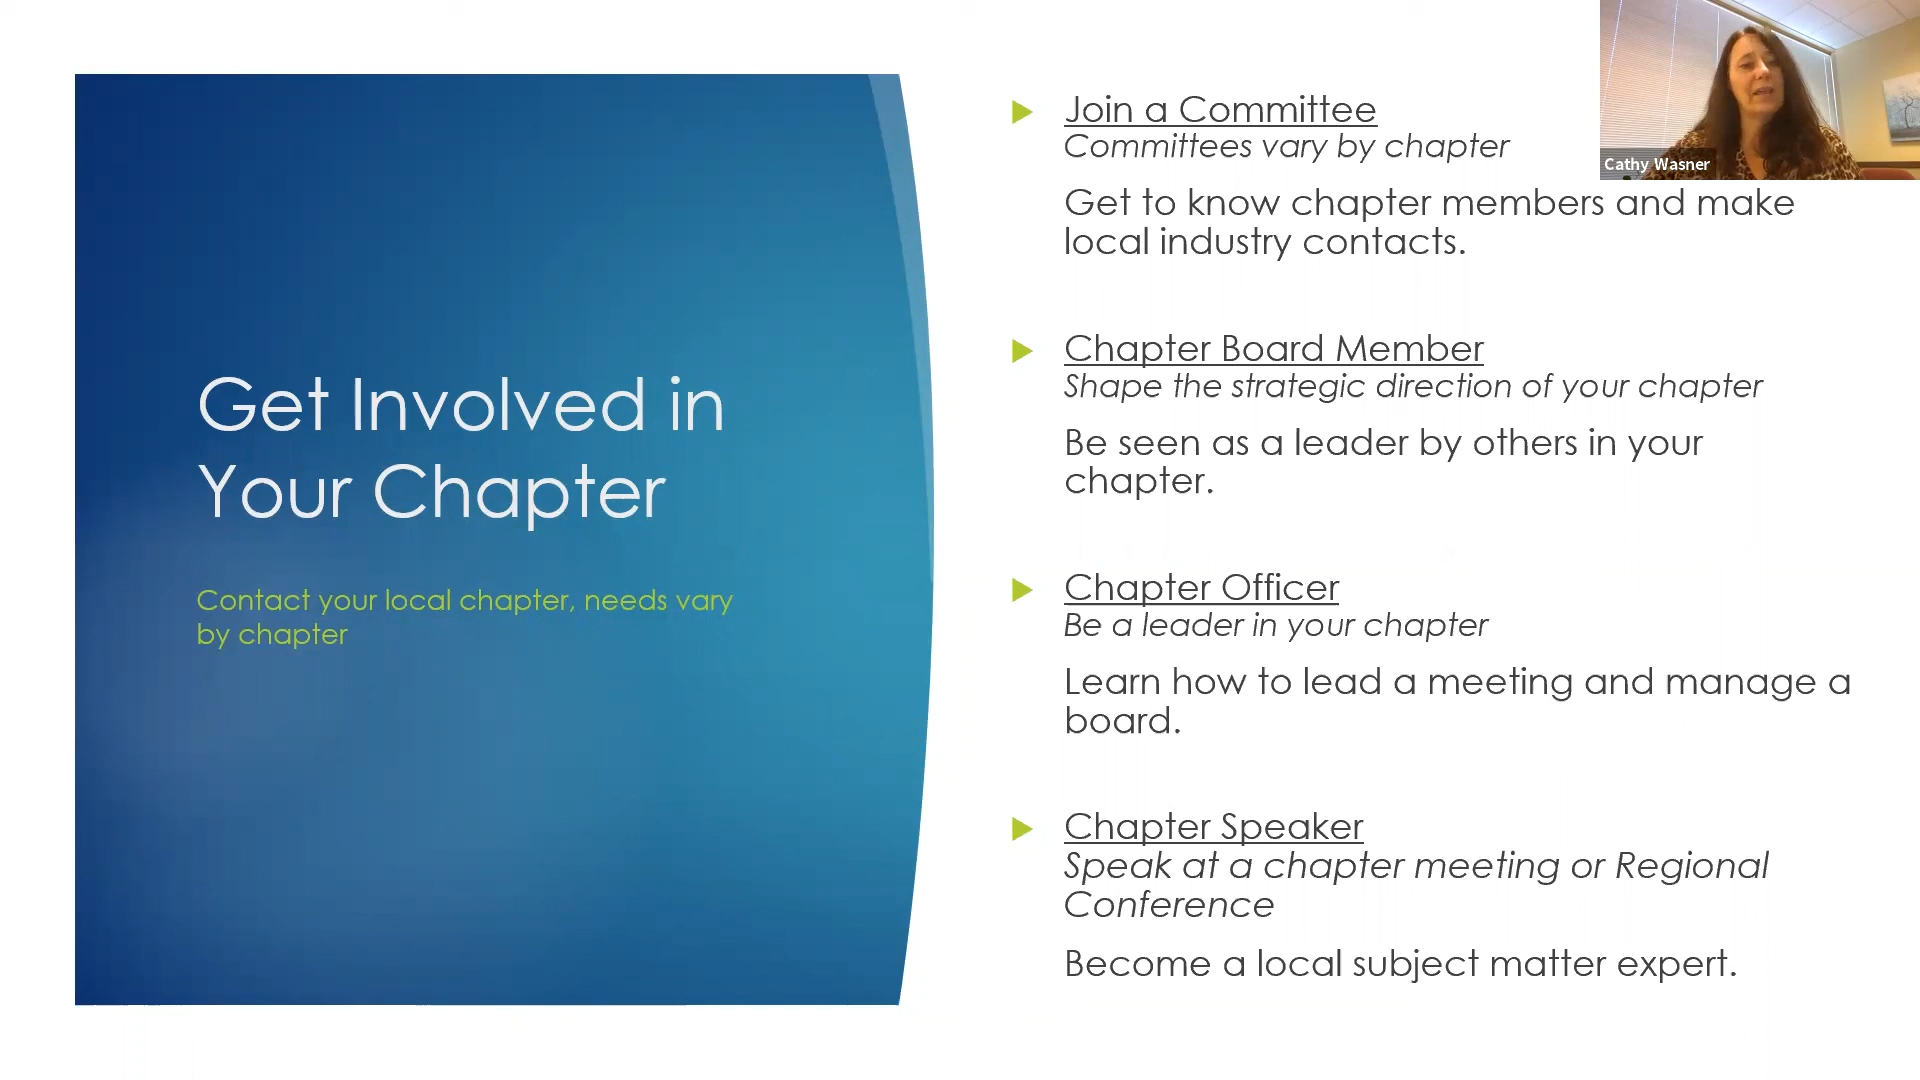 Get Involved in
Your Chapter
Contact your local chapter, needs vary
by chapter
Join a Committee
Committees vary by chapter
Get to know chapter members and make
local industry contacts.
Chapter Board Member
Shape the strategic direction of your chapter
Be seen as a leader by others in your
chapter.
Chapter Officer
Be a leader in your chapter
Learn how to lead a meeting and manage a
board.
Chapter Speaker
Speak at a chapter meeting or Regional
Conference
Become a local subject matter expert.
Cathy Wasner